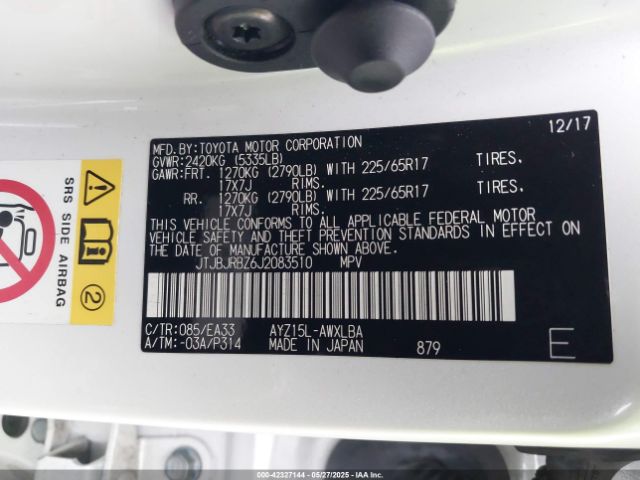 12/17
MFD.BY:TOYOTA MOTOR CORPORATION
GVWR:2420KG (5335LB)
GAWR:FRT. 1270KG (2790LB) WITH 225/65R17 TIRES,
17X7J RIMS.
RR. 1270KG (2790LB) WITH 225/65R17 TIRES,
17X7J RIMS.
THIS VEHICLE CONFORMS TO ALL APPLICABLE FEDERAL MOTOR
VEHICLE SAFETY AND THEFT PREVENTION STANDARDS IN EFFECT ON
THE DATE OF MANUFACTURE SHOWN ABOVE.
JTJBJRBZ6J2083510 MPV
C/TR:085/EA33 AYZ15L-AWXLBA
A/TM:-03A/P314 MADE IN JAPAN 879 E
SRS SIDE AIRBAG
2
000-42327144 - 05/27/2025 - IAA